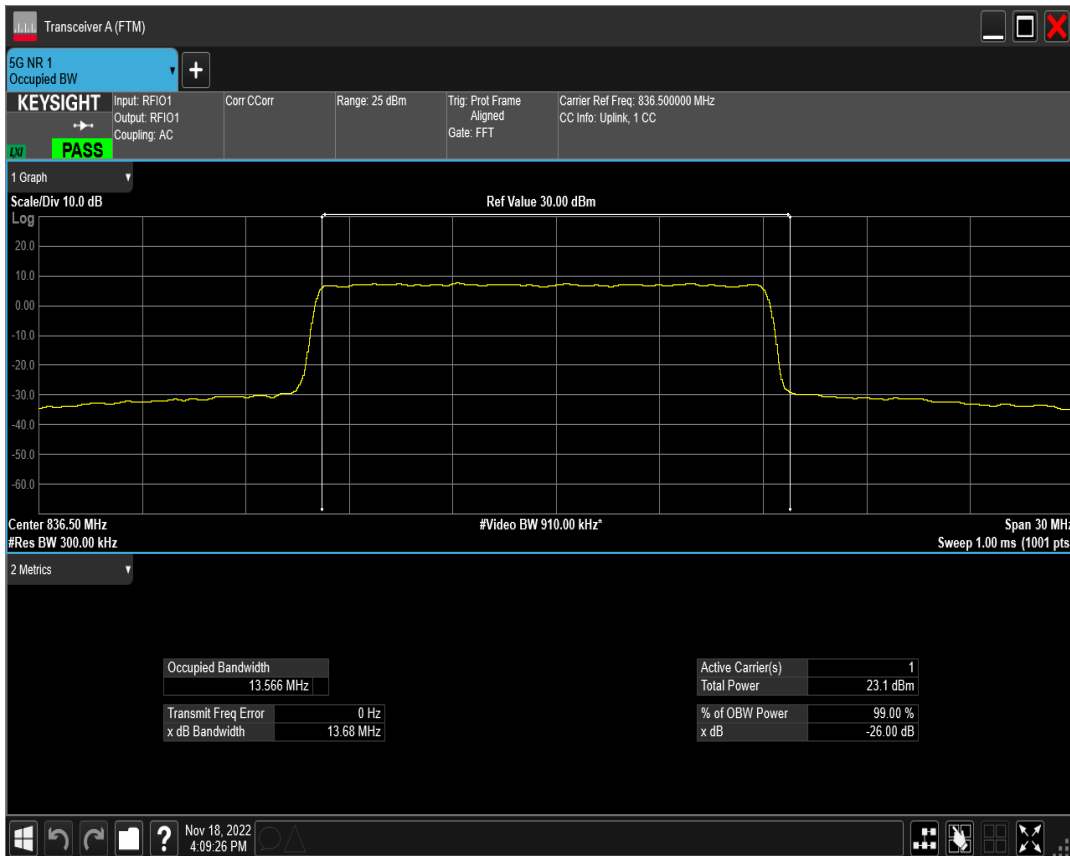 Transceiver A (FTM)
5G NR 1
Occupied BW
+
KEYSIGHT
LXI
PASS
Input: RFIO1
Output: RFIO1
Coupling: AC
Corr CCorr
Range: 25 dBm
Trig: Prot Frame
Aligned
Gate: FFT
Carrier Ref Freq: 836.500000 MHz
CC Info: Uplink, 1 CC
1 Graph
Scale/Div 10.0 dB
Ref Value 30.00 dBm
Log
20.0
10.0
0.00
-10.0
-20.0
-30.0
-40.0
-50.0
-60.0
Center 836.50 MHz
#Video BW 910.00 kHz*
Span 30 MHz
#Res BW 300.00 kHz
Sweep 1.00 ms (1001 pts
2 Metrics
Occupied Bandwidth
13.566 MHz
Transmit Freq Error 0 Hz
x dB Bandwidth 13.68 MHz
Active Carrier(s) 1
Total Power 23.1 dBm
% of OBW Power 99.00 %
x dB -26.00 dB
?
Nov 18, 2022
4:09:26 PM